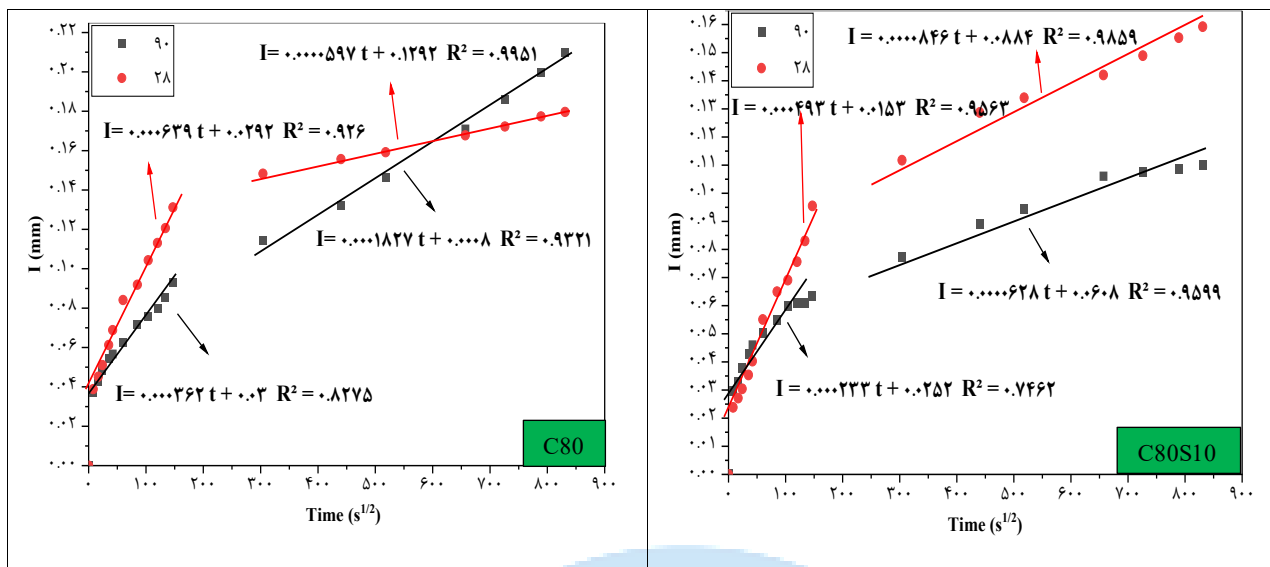 ۰.۲۲
۰.۲۰
۰.۱۸
۰.۱۶
۰.۱۴
۰.۱۲
۰.۱۰
۰.۰۸
۰.۰۶
۰.۰۴
۰.۰۲
۰.۰۰
I (mm)
۹۰
۲۸
I= ۰.۰۰۰۰۵۹۷ t + ۰.۱۲۹۲ R² = ۰.۹۹۵۱
I= ۰.۰۰۰۶۳۹ t + ۰.۰۲۹۲ R² = ۰.۹۲۶
I= ۰.۰۰۰۱۸۲۷ t + ۰.۰۰۰۸ R² = ۰.۹۳۲۱
I= ۰.۰۰۰۳۶۲ t + ۰.۰۳ R² = ۰.۸۲۷۵
C80
۰ ۱۰۰ ۲۰۰ ۳۰۰ ۴۰۰ ۵۰۰ ۶۰۰ ۷۰۰ ۸۰۰ ۹۰۰
Time (s^1/2)
۰.۱۶
۰.۱۵
۰.۱۴
۰.۱۳
۰.۱۲
۰.۱۱
۰.۱۰
۰.۰۹
۰.۰۸
۰.۰۷
۰.۰۶
۰.۰۵
۰.۰۴
۰.۰۳
۰.۰۲
۰.۰۱
۰.۰۰
I (mm)
۹۰
۲۸
I = ۰.۰۰۰۰۸۴۶ t + ۰.۰۸۸۴ R² = ۰.۹۸۵۹
I= ۰.۰۰۰۴۹۳ t + ۰.۰۱۵۳ R² = ۰.۹۵۶۳
I = ۰.۰۰۰۰۶۲۸ t + ۰.۰۶۰۸ R² = ۰.۹۵۹۹
I = ۰.۰۰۰۲۳۳ t + ۰.۰۲۵۲ R² = ۰.۷۴۶۲
C80S10
۰ ۱۰۰ ۲۰۰ ۳۰۰ ۴۰۰ ۵۰۰ ۶۰۰ ۷۰۰ ۸۰۰ ۹۰۰
Time (s^1/2)